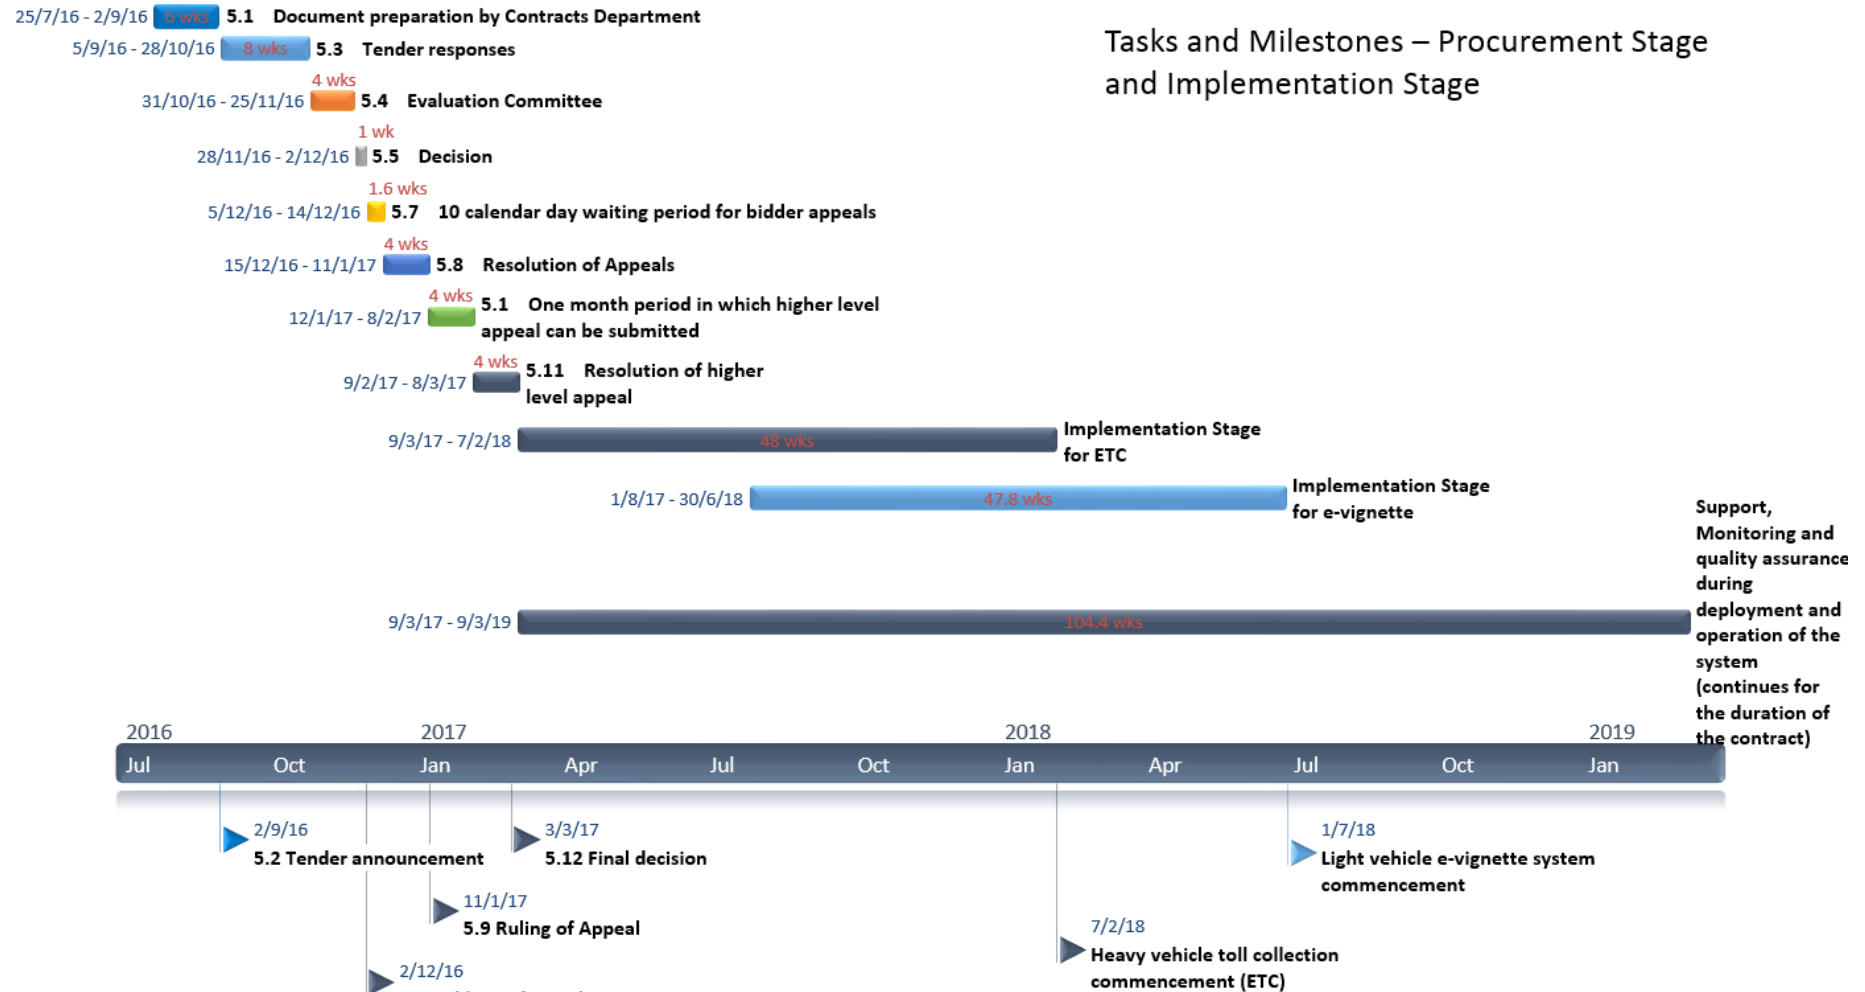 Tasks and Milestones – Procurement Stage
and Implementation Stage
25/7/16 - 2/9/16 6 wks 5.1 Document preparation by Contracts Department
5/9/16 - 28/10/16 8 wks 5.3 Tender responses
4 wks
31/10/16 - 25/11/16 5.4 Evaluation Committee
1 wk
28/11/16 - 2/12/16 5.5 Decision
1.6 wks
5/12/16 - 14/12/16 5.7 10 calendar day waiting period for bidder appeals
4 wks
15/12/16 - 11/1/17 5.8 Resolution of Appeals
4 wks
12/1/17 - 8/2/17 5.1 One month period in which higher level
appeal can be submitted
4 wks
9/2/17 - 8/3/17 5.11 Resolution of higher
level appeal
9/3/17 - 7/2/18 48 wks Implementation Stage
for ETC
1/8/17 - 30/6/18 47.8 wks Implementation Stage
for e-vignette
9/3/17 - 9/3/19 104.4 wks
Support,
Monitoring and
quality assurance
during
deployment and
operation of the
system
(continues for
the duration of
the contract)
2016 2017 2018 2019
Jul Oct Jan Apr Jul Oct Jan Apr Jul Oct Jan
2/9/16
5.2 Tender announcement
3/3/17
5.12 Final decision
1/7/18
Light vehicle e-vignette system
commencement
11/1/17
5.9 Ruling of Appeal
7/2/18
Heavy vehicle toll collection
commencement (ETC)
2/12/16